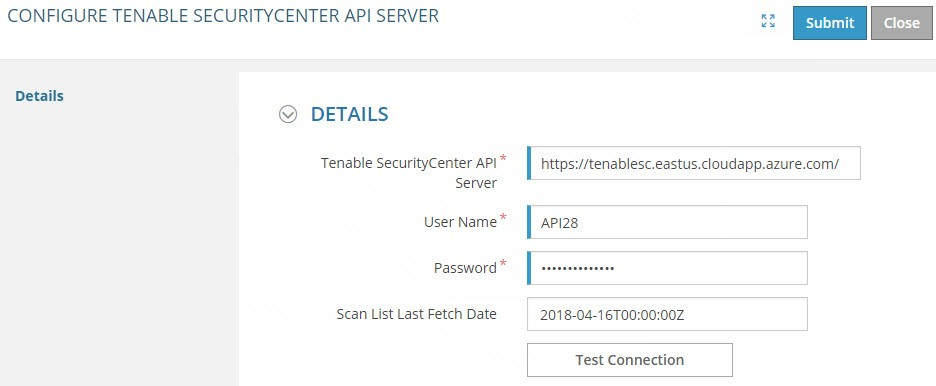 CONFIGURE TENABLE SECURITYCENTER API SERVER
Submit
Close
Details
DETAILS
Tenable SecurityCenter API*
Server
https://tenablesc.eastus.cloudapp.azure.com/
User Name*
API28
Password*
••••••••••••••
Scan List Last Fetch Date
2018-04-16T00:00:00Z
Test Connection